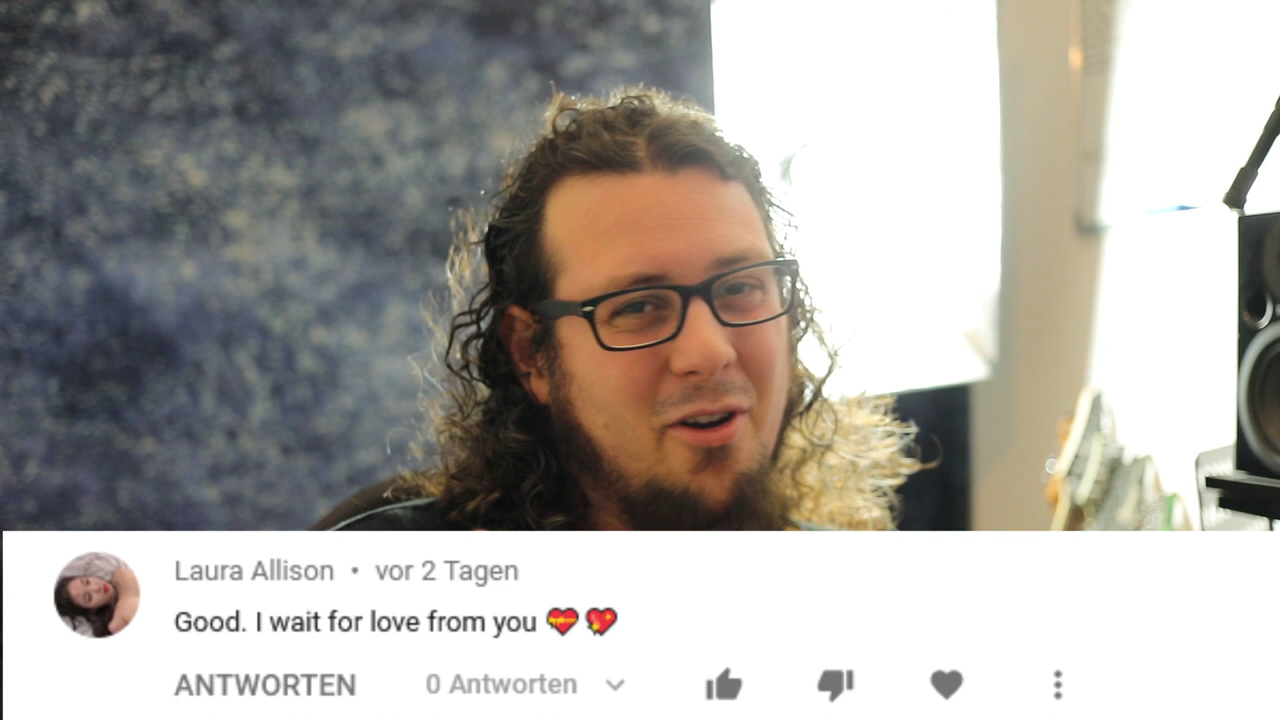 Laura Allison • vor 2 Tagen
Good. I wait for love from you 💝 💖
ANTWORTEN 0 Antworten